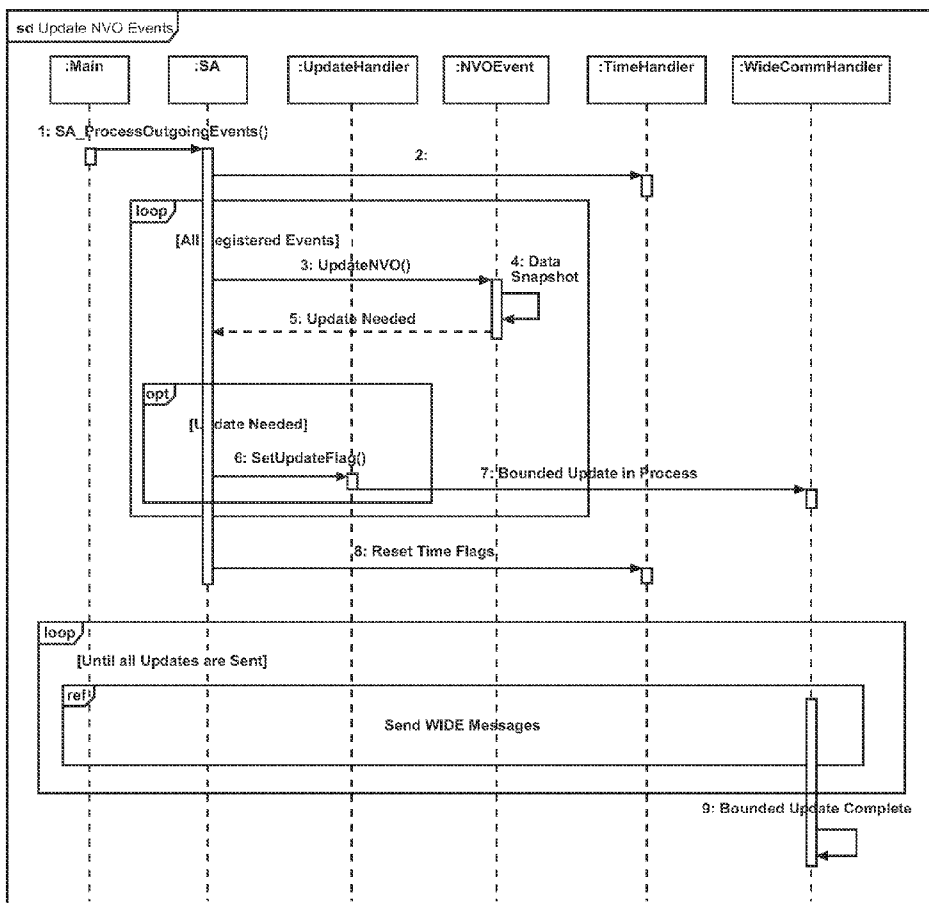 sd Update NVO Events
:Main :SA :UpdateHandler :NVOEvent :TimeHandler :WideCommHandler
1: SA_ProcessOutgoingEvents()
2:
loop
[All Registered Events]
3: UpdateNVO()
4: Data
Snapshot
5: Update Needed
opt
[Update Needed]
6: SetUpdateFlag()
7: Bounded Update in Process
8: Reset Time Flags
loop
[Until all Updates are Sent]
ref
Send WIDE Messages
9: Bounded Update Complete